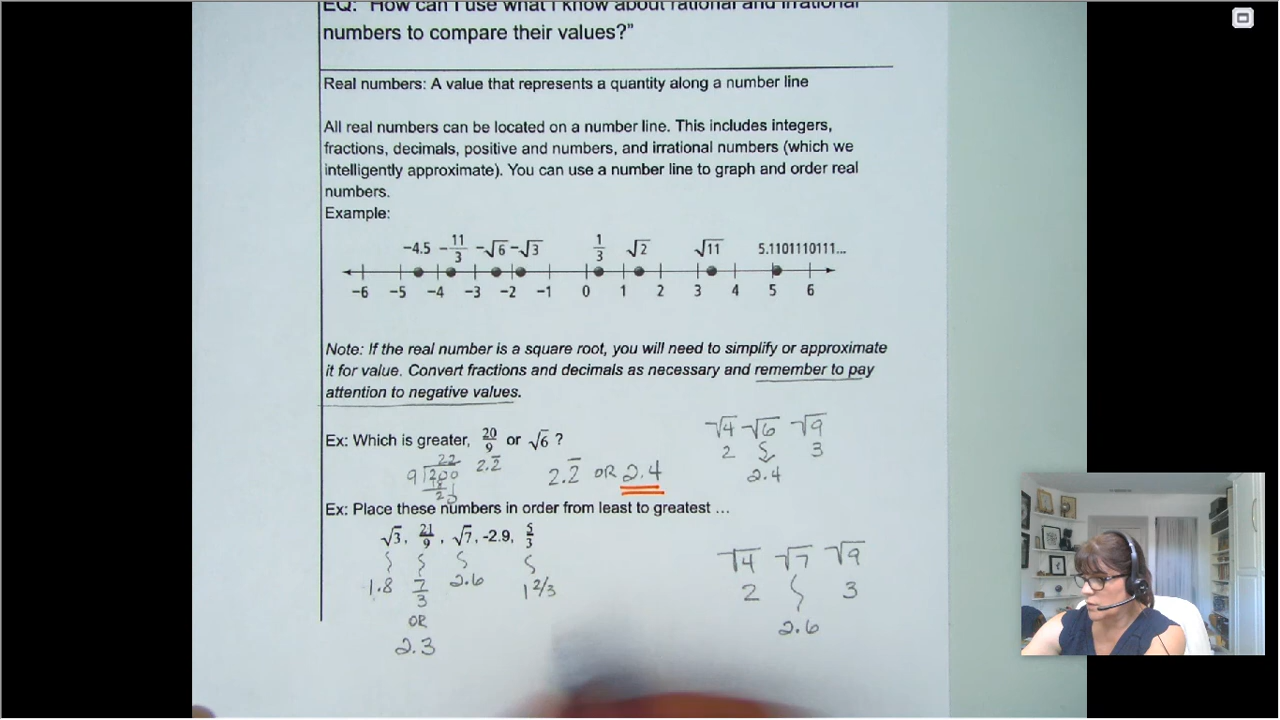 EQ: "How can I use what I know about rational and irrational
numbers to compare their values?"
Real numbers: A value that represents a quantity along a number line
All real numbers can be located on a number line. This includes integers,
fractions, decimals, positive and numbers, and irrational numbers (which we
intelligently approximate). You can use a number line to graph and order real
numbers.
Example:
−4.5 −11/3 −√6 −√3 1/3 √2 √11 5.1101110111...
−6 −5 −4 −3 −2 −1 0 1 2 3 4 5 6
Note: If the real number is a square root, you will need to simplify or approximate
it for value. Convert fractions and decimals as necessary and remember to pay
attention to negative values.
√4 √6 √9
Ex: Which is greater, 20/9 or √6 ?
2 3
22 2.2̅ 2.2̅ OR 2.4 2.4
9 200
18
20
Ex: Place these numbers in order from least to greatest ...
√3, 21/9, √7, -2.9, 5/3
√4 √7 √9
1.8 7/3 2.6 1 2/3 2 3
OR
2.6
2.3